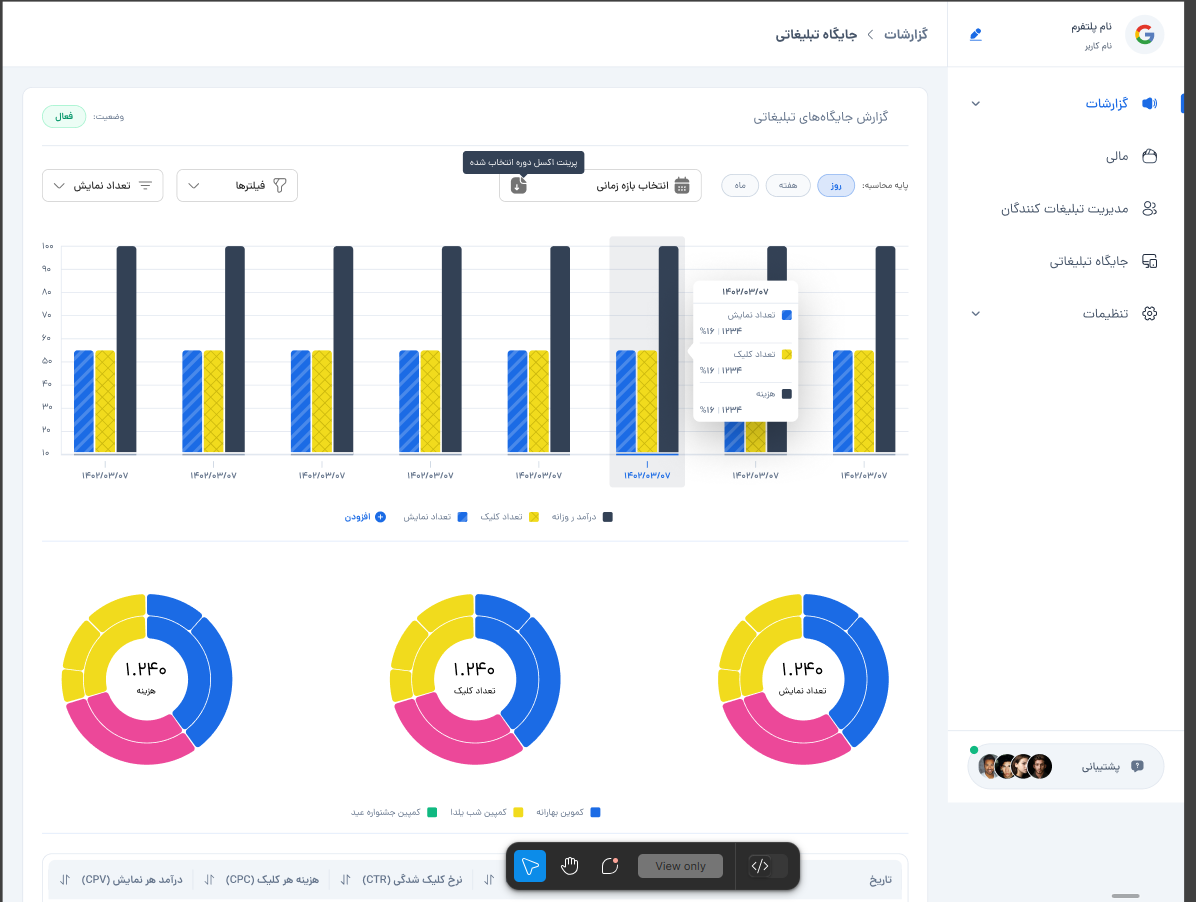 نام پلتفرم
نام کاربر
گزارشات
مالی
مدیریت تبلیغات کنندگان
جایگاه تبلیغاتی
تنظیمات
پشتیبانی
گزارشات > جایگاه تبلیغاتی
گزارش جایگاه‌های تبلیغاتی
وضعیت:
فعال
پایه محاسبه:
روز
هفته
ماه
انتخاب بازه زمانی
پرینت اکسل دوره انتخاب شده
فیلترها
تعداد نمایش
۱۰۰
۹۰
۸۰
۷۰
۶۰
۵۰
۴۰
۳۰
۲۰
۱۰
۱۴۰۲/۰۳/۰۷
تعداد نمایش
۱۲۳۴ | ۱۶%
تعداد کلیک
۱۲۳۴ | ۱۶%
هزینه
۱۲۳۴ | ۱۶%
۱۴۰۲/۰۳/۰۷
۱۴۰۲/۰۳/۰۷
۱۴۰۲/۰۳/۰۷
۱۴۰۲/۰۳/۰۷
۱۴۰۲/۰۳/۰۷
۱۴۰۲/۰۳/۰۷
۱۴۰۲/۰۳/۰۷
۱۴۰۲/۰۳/۰۷
درآمد روزانه
تعداد کلیک
تعداد نمایش
افزودن
۱.۲۴۰
تعداد نمایش
۱.۲۴۰
تعداد کلیک
۱.۲۴۰
هزینه
کموین بهارانه
کمپین شب یلدا
کمپین جشنواره عید
تاریخ
نرخ کلیک شدگی (CTR)
هزینه هر کلیک (CPC)
درآمد هر نمایش (CPV)
View only